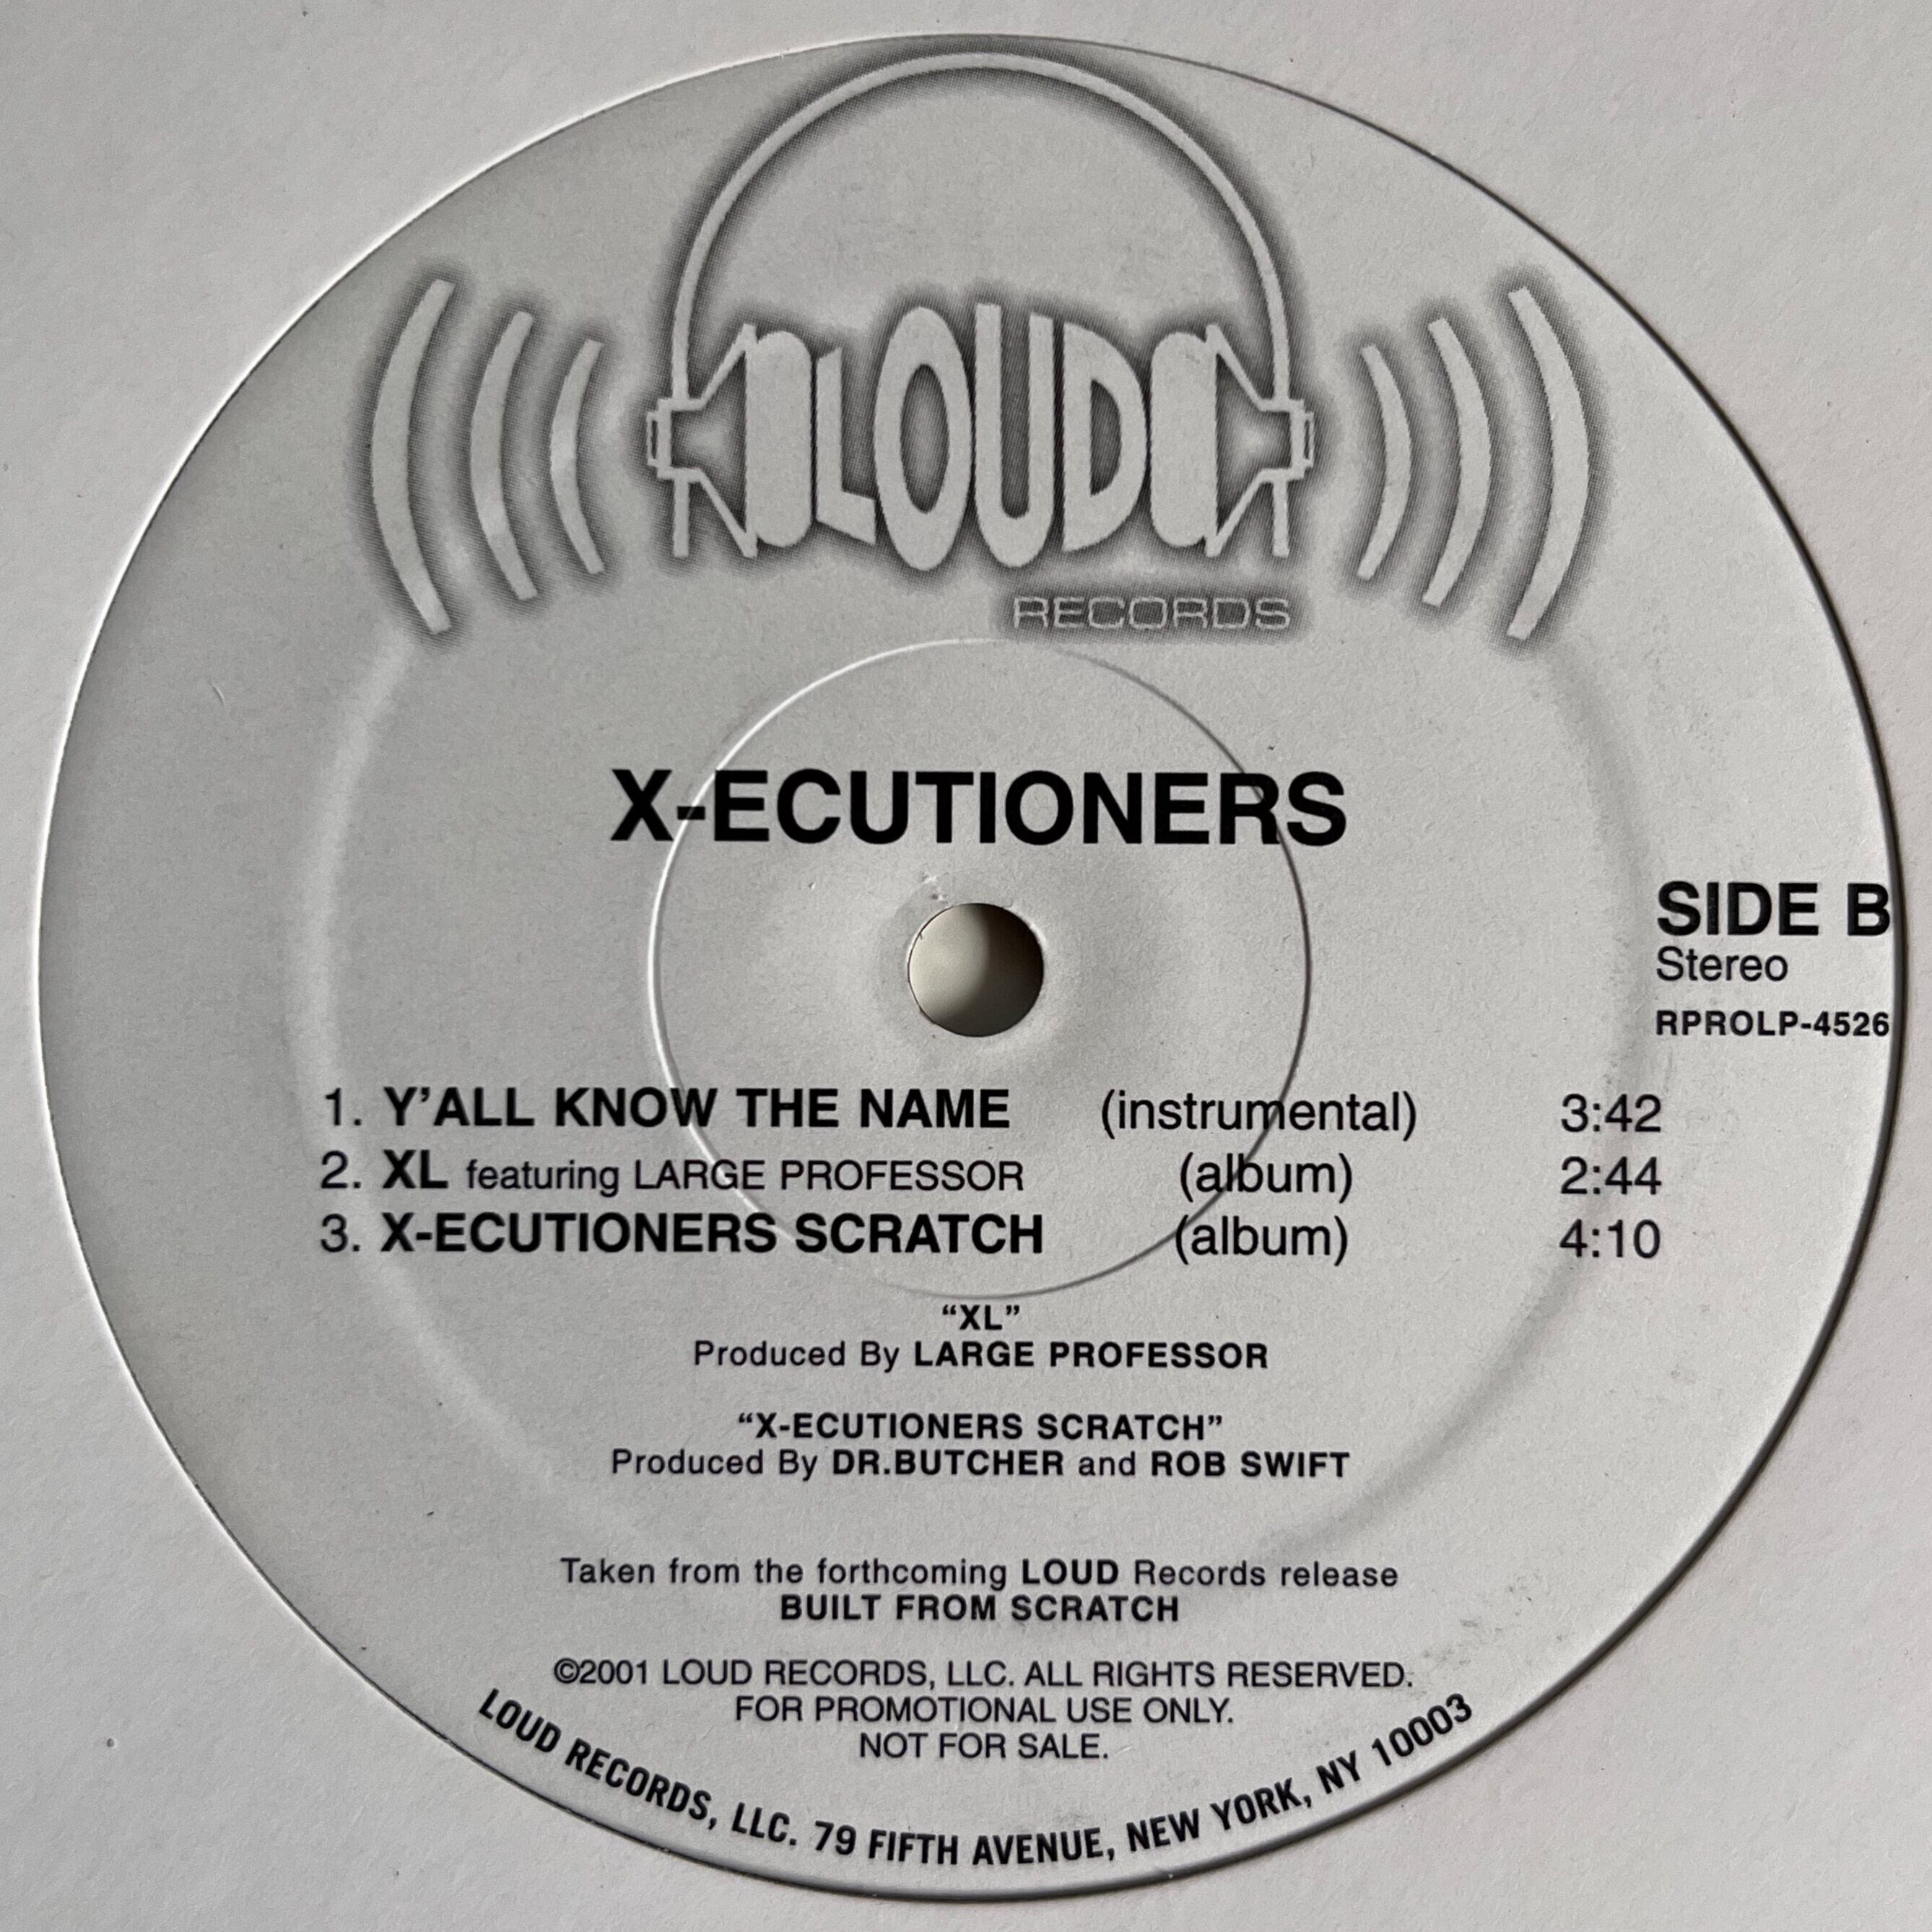 LOUD
RECORDS
X-ECUTIONERS
SIDE B
Stereo
RPROLP-4526
1. Y'ALL KNOW THE NAME (instrumental) 3:42
2. XL featuring LARGE PROFESSOR (album) 2:44
3. X-ECUTIONERS SCRATCH (album) 4:10
“XL”
Produced By LARGE PROFESSOR
“X-ECUTIONERS SCRATCH”
Produced By DR.BUTCHER and ROB SWIFT
Taken from the forthcoming LOUD Records release
BUILT FROM SCRATCH
©2001 LOUD RECORDS, LLC. ALL RIGHTS RESERVED.
FOR PROMOTIONAL USE ONLY.
NOT FOR SALE.
LOUD RECORDS, LLC. 79 FIFTH AVENUE, NEW YORK, NY 10003